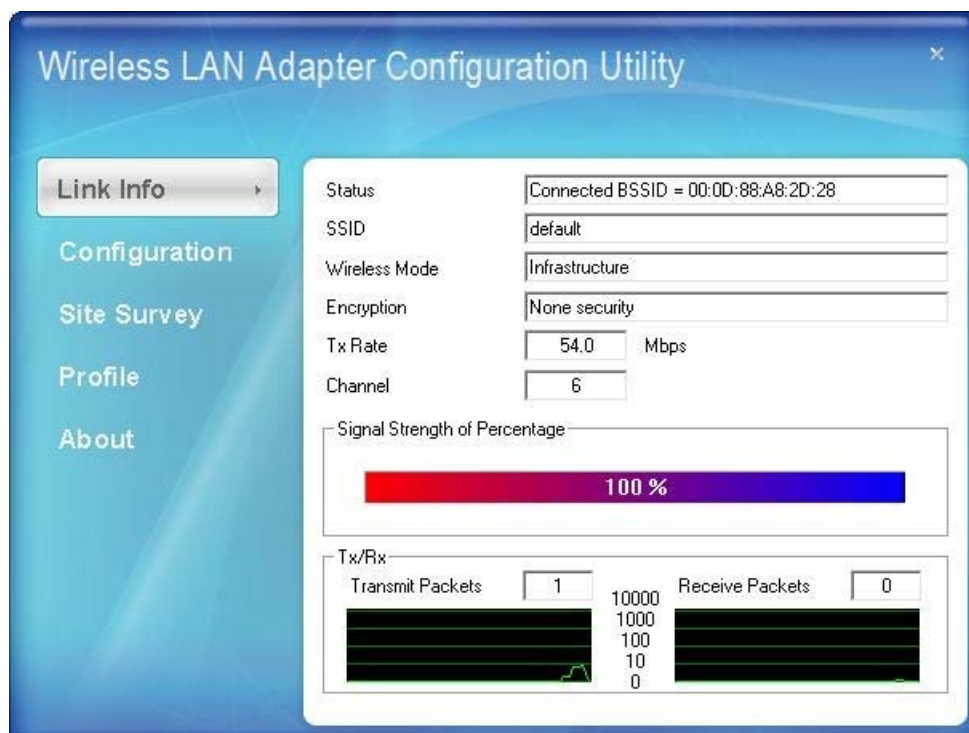 Wireless LAN Adapter Configuration Utility
Link Info
Configuration
Site Survey
Profile
About
Status Connected BSSID = 00:0D:88:A8:2D:28
SSID default
Wireless Mode Infrastructure
Encryption None security
Tx Rate 54.0 Mbps
Channel 6
Signal Strength of Percentage
100 %
Tx/Rx
Transmit Packets 1
Receive Packets 0
10000
1000
100
10
0